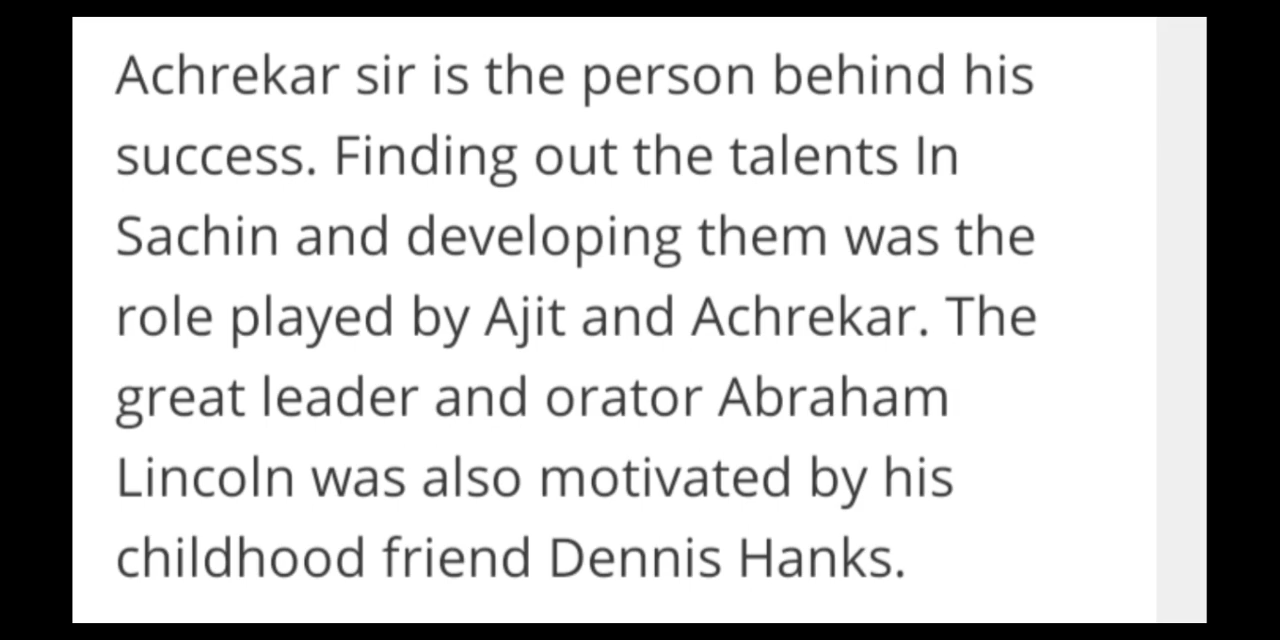 Achrekar sir is the person behind his
success. Finding out the talents In
Sachin and developing them was the
role played by Ajit and Achrekar. The
great leader and orator Abraham
Lincoln was also motivated by his
childhood friend Dennis Hanks.